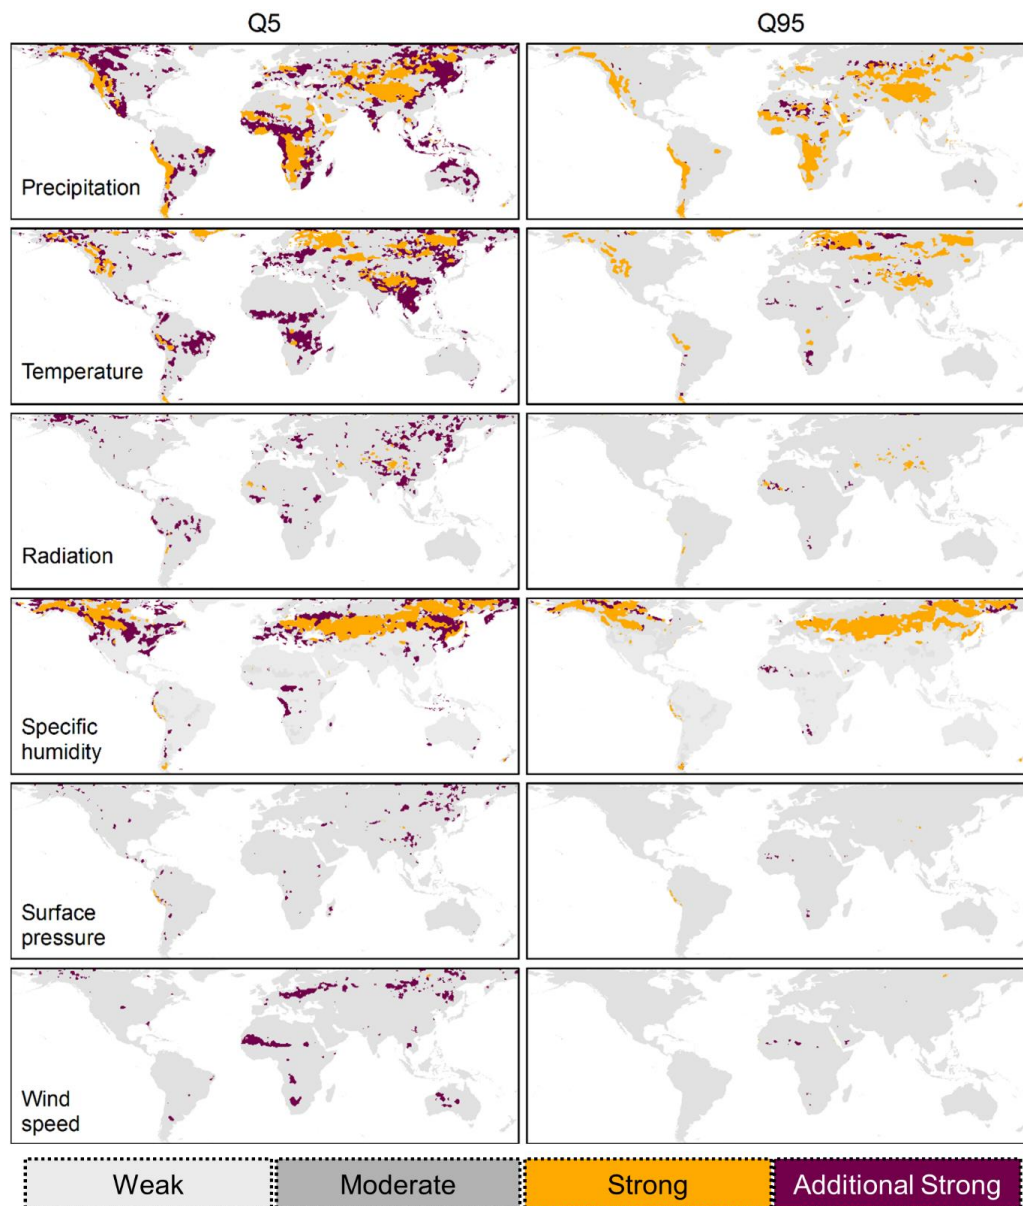 Q5 Q95
Precipitation
Temperature
Radiation
Specific
humidity
Surface
pressure
Wind
speed
Weak Moderate Strong Additional Strong